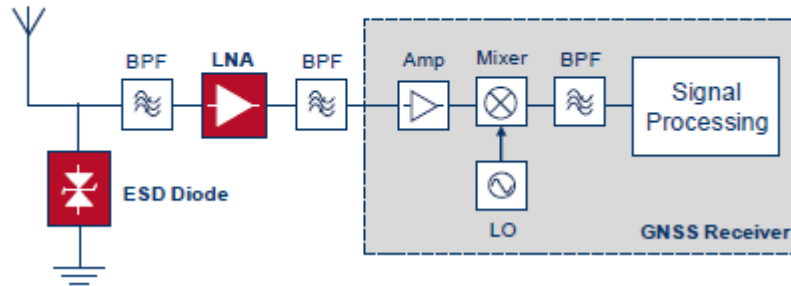 BPF
LNA
BPF
Amp
Mixer
BPF
Signal
Processing
ESD Diode
LO
GNSS Receiver